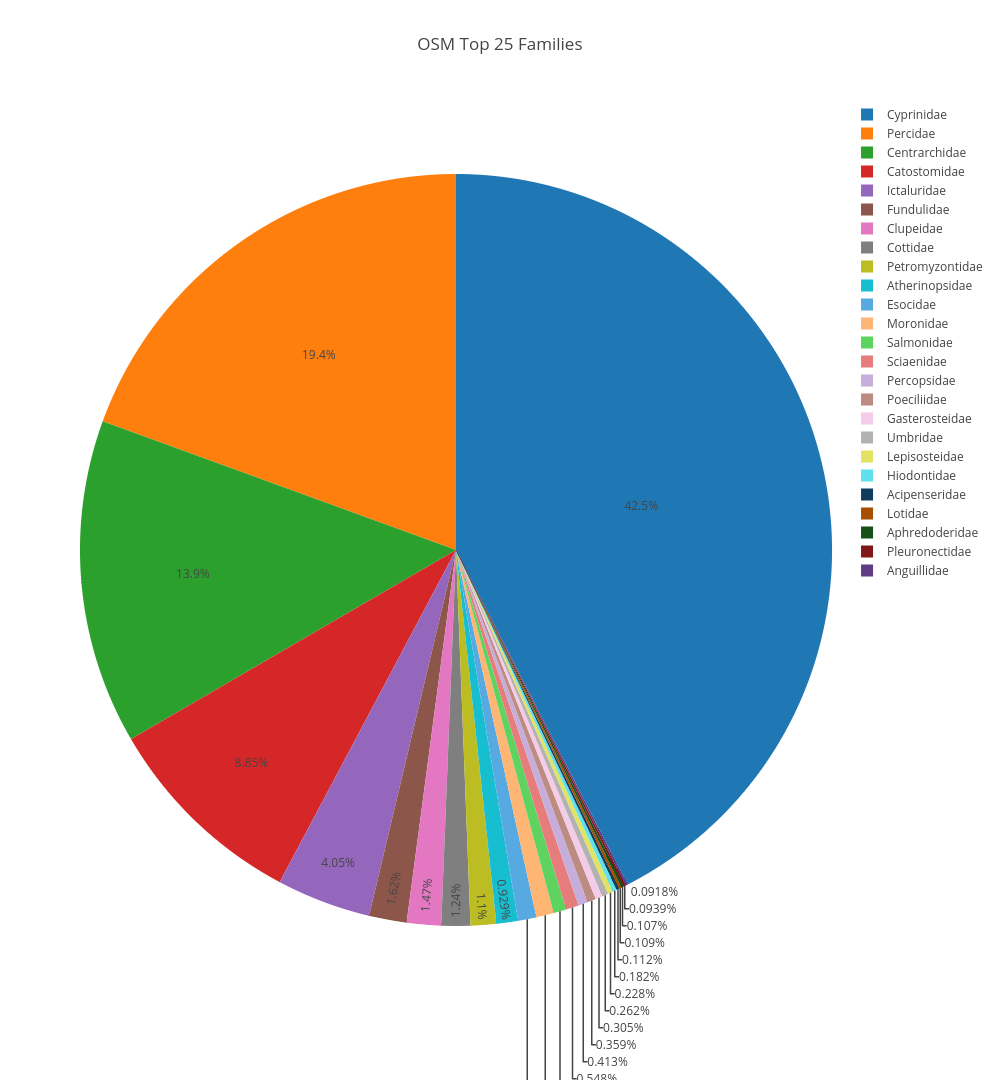 OSM Top 25 Families
Cyprinidae
Percidae
Centrarchidae
Catostomidae
Ictaluridae
Fundulidae
Clupeidae
Cottidae
Petromyzontidae
Atherinopsidae
Esocidae
Moronidae
Salmonidae
Sciaenidae
Percopsidae
Poeciliidae
Gasterosteidae
Umbridae
Lepisosteidae
Hiodontidae
Acipenseridae
Lotidae
Aphredoderidae
Pleuronectidae
Anguillidae
19.4%
42.5%
13.9%
8.85%
4.05%
1.62%
1.47%
1.24%
1.1%
0.929%
0.0918%
0.0939%
0.107%
0.109%
0.112%
0.182%
0.228%
0.262%
0.305%
0.359%
0.413%
0.548%